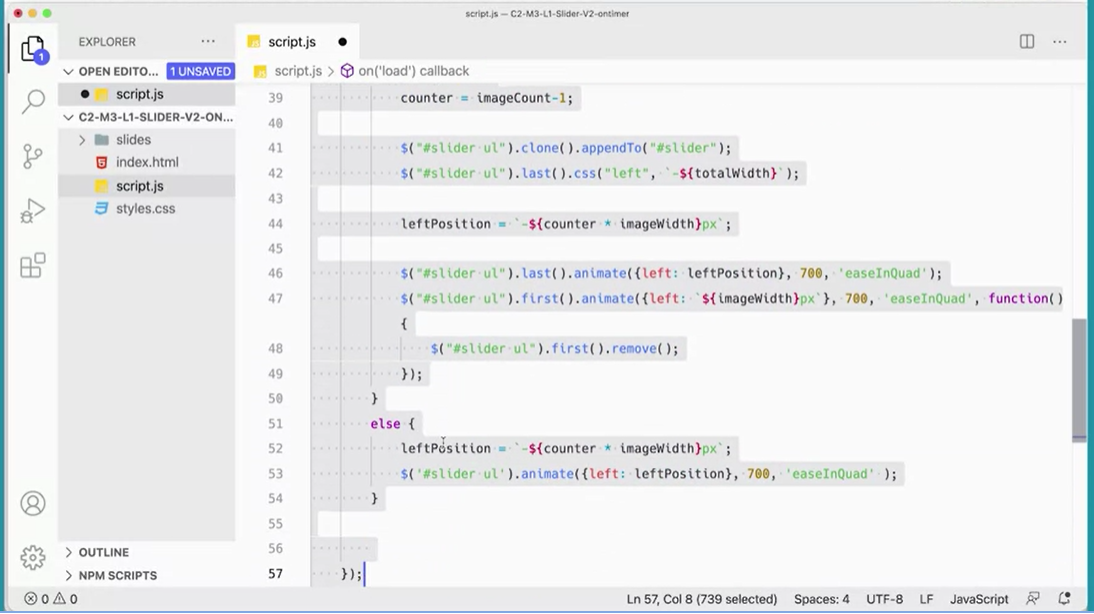 script.js — C2-M3-L1-Slider-V2-ontimer
EXPLORER
script.js
OPEN EDITO... 1 UNSAVED
script.js > on('load') callback
script.js
C2-M3-L1-SLIDER-V2-ON...
slides
index.html
script.js
styles.css
OUTLINE
NPM SCRIPTS
1
39 counter = imageCount-1;
40
41 $("#slider ul").clone().appendTo("#slider");
42 $("#slider ul").last().css("left", `-${totalWidth}`);
43
44 leftPosition = `-${counter * imageWidth}px`;
45
46 $("#slider ul").last().animate({left: leftPosition}, 700, 'easeInQuad');
47 $("#slider ul").first().animate({left: `${imageWidth}px`}, 700, 'easeInQuad', function()
{
48 $("#slider ul").first().remove();
49 });
50 }
51 else {
52 leftPosition = `-${counter * imageWidth}px`;
53 $('#slider ul').animate({left: leftPosition}, 700, 'easeInQuad' );
54 }
55
56
57 });
0 0 Ln 57, Col 8 (739 selected) Spaces: 4 UTF-8 LF JavaScript